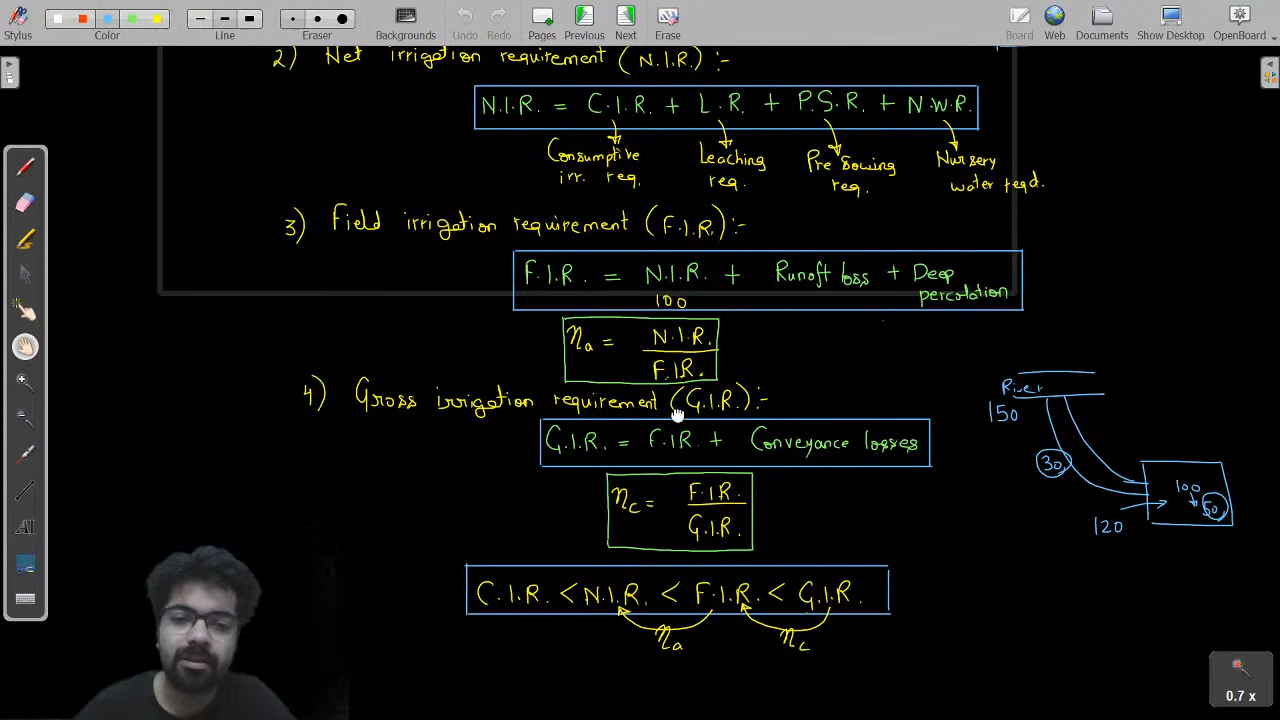 Stylus
Color
Line
Eraser
Backgrounds
Undo
Redo
Pages
Previous
Next
Erase
Board
Web
Documents
Show Desktop
OpenBoard
2) Net irrigation requirement (N.I.R.) :-
N.I.R. = C.I.R. + L.R. + P.S.R. + N.W.R.
Consumptive irr. req.
Leaching req.
Pre Sowing req.
Nursery water reqd.
3) Field irrigation requirement (F.I.R.) :-
F.I.R. = N.I.R. + Runoff loss + Deep percolation
100
ηa = N.I.R. / F.I.R.
4) Gross irrigation requirement (G.I.R.) :-
G.I.R. = F.I.R + Conveyance losses
ηc = F.I.R. / G.I.R.
C.I.R. < N.I.R. < F.I.R. < G.I.R.
ηa
ηc
River
150
30
100
50
120
AI
0.7 x